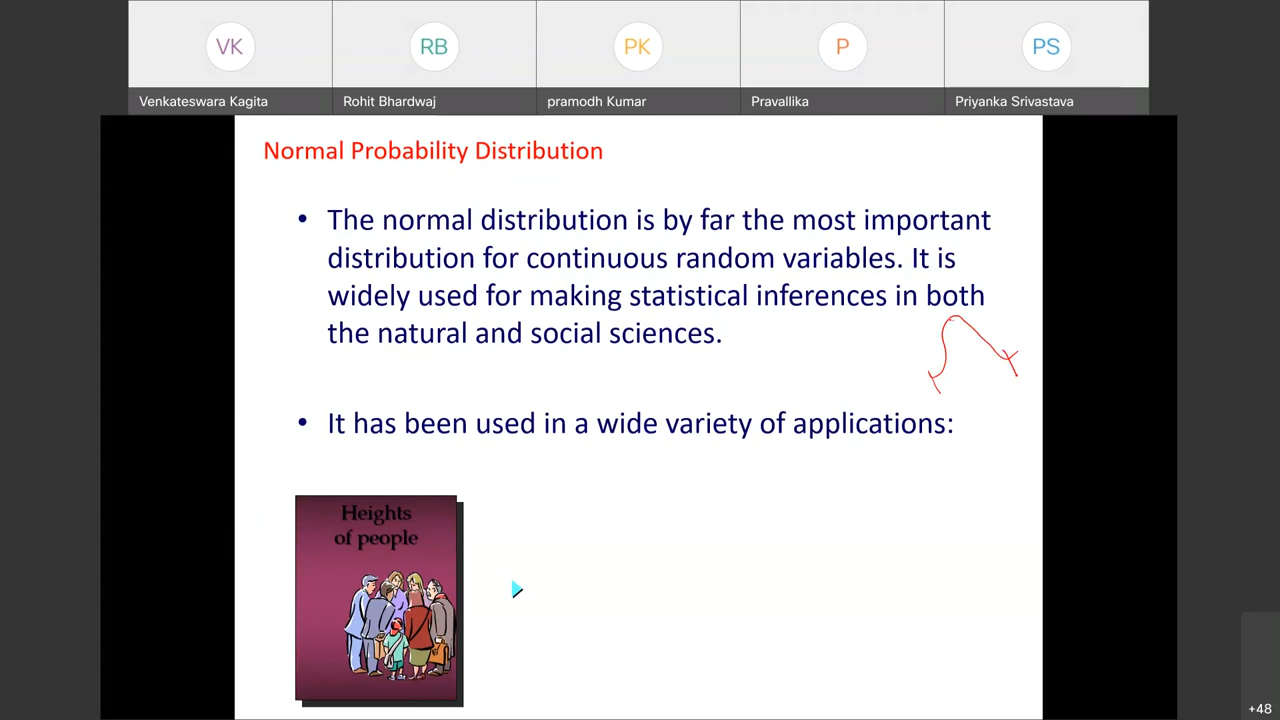 VK
RB
PK
P
PS
Venkateswara Kagita
Rohit Bhardwaj
pramodh Kumar
Pravallika
Priyanka Srivastava
Normal Probability Distribution
• The normal distribution is by far the most important
distribution for continuous random variables. It is
widely used for making statistical inferences in both
the natural and social sciences.
• It has been used in a wide variety of applications:
Heights
of people
+48